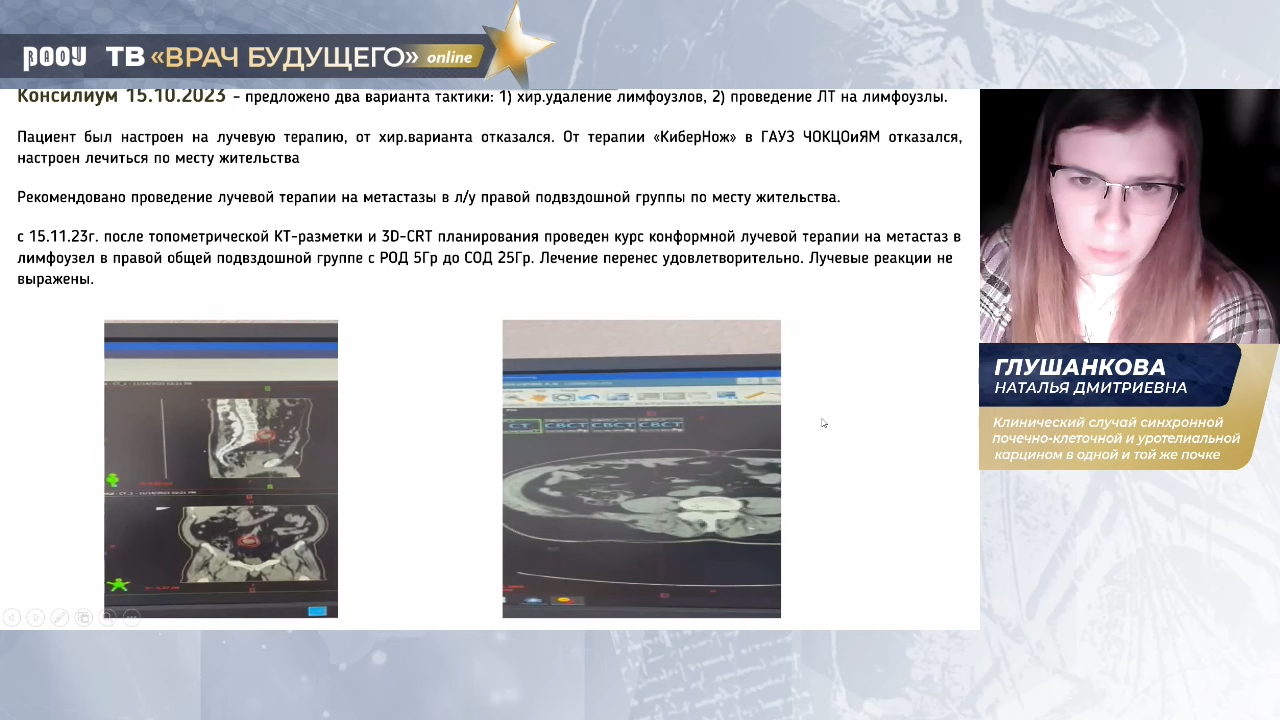 РООУ ТВ «ВРАЧ БУДУЩЕГО» online
Консилиум 15.10.2023 - предложено два варианта тактики: 1) хир.удаление лимфоузлов, 2) проведение ЛТ на лимфоузлы.
Пациент был настроен на лучевую терапию, от хир.варианта отказался. От терапии «КиберНож» в ГАУЗ ЧОКЦОиЯМ отказался,
настроен лечиться по месту жительства
Рекомендовано проведение лучевой терапии на метастазы в л/у правой подвздошной группы по месту жительства.
с 15.11.23г. после топометрической КТ-разметки и 3D-CRT планирования проведен курс конформной лучевой терапии на метастаз в
лимфоузел в правой общей подвздошной группе с РОД 5Гр до СОД 25Гр. Лечение перенес удовлетворительно. Лучевые реакции не
выражены.
CT CBCT CBCT CBCT
ГЛУШАНКОВА
НАТАЛЬЯ ДМИТРИЕВНА
Клинический случай синхронной
почечно-клеточной и уротелиальной
карцином в одной и той же почке